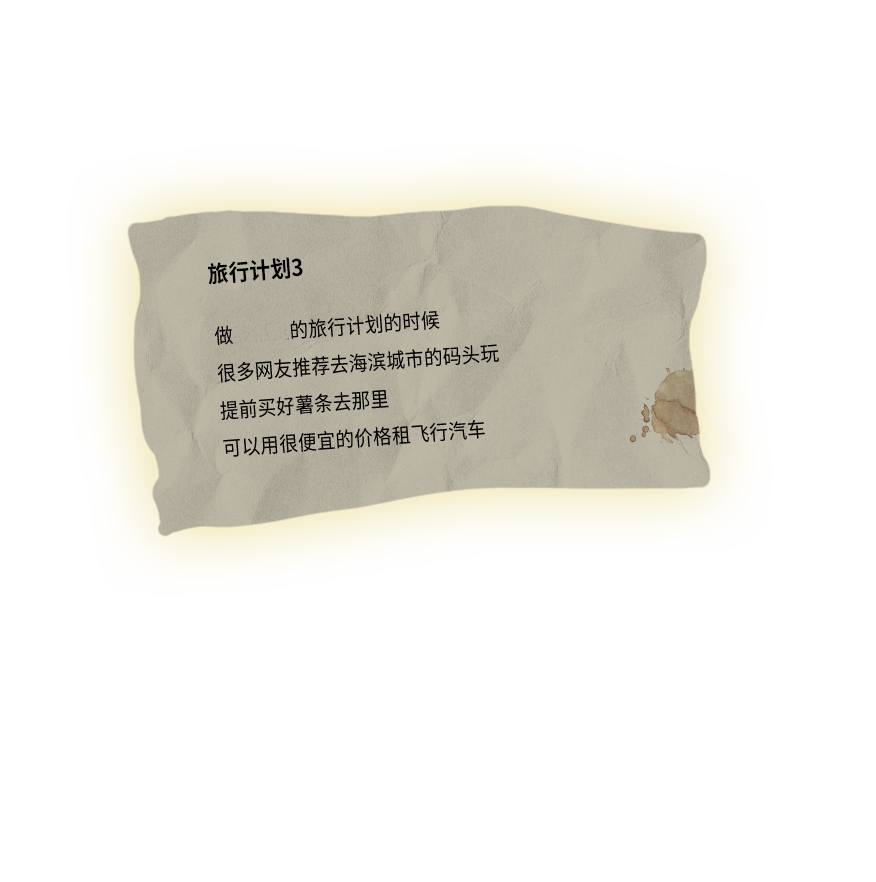 旅行计划3
做 的旅行计划的时候
很多网友推荐去海滨城市的码头玩
提前买好薯条去那里
可以用很便宜的价格租飞行汽车